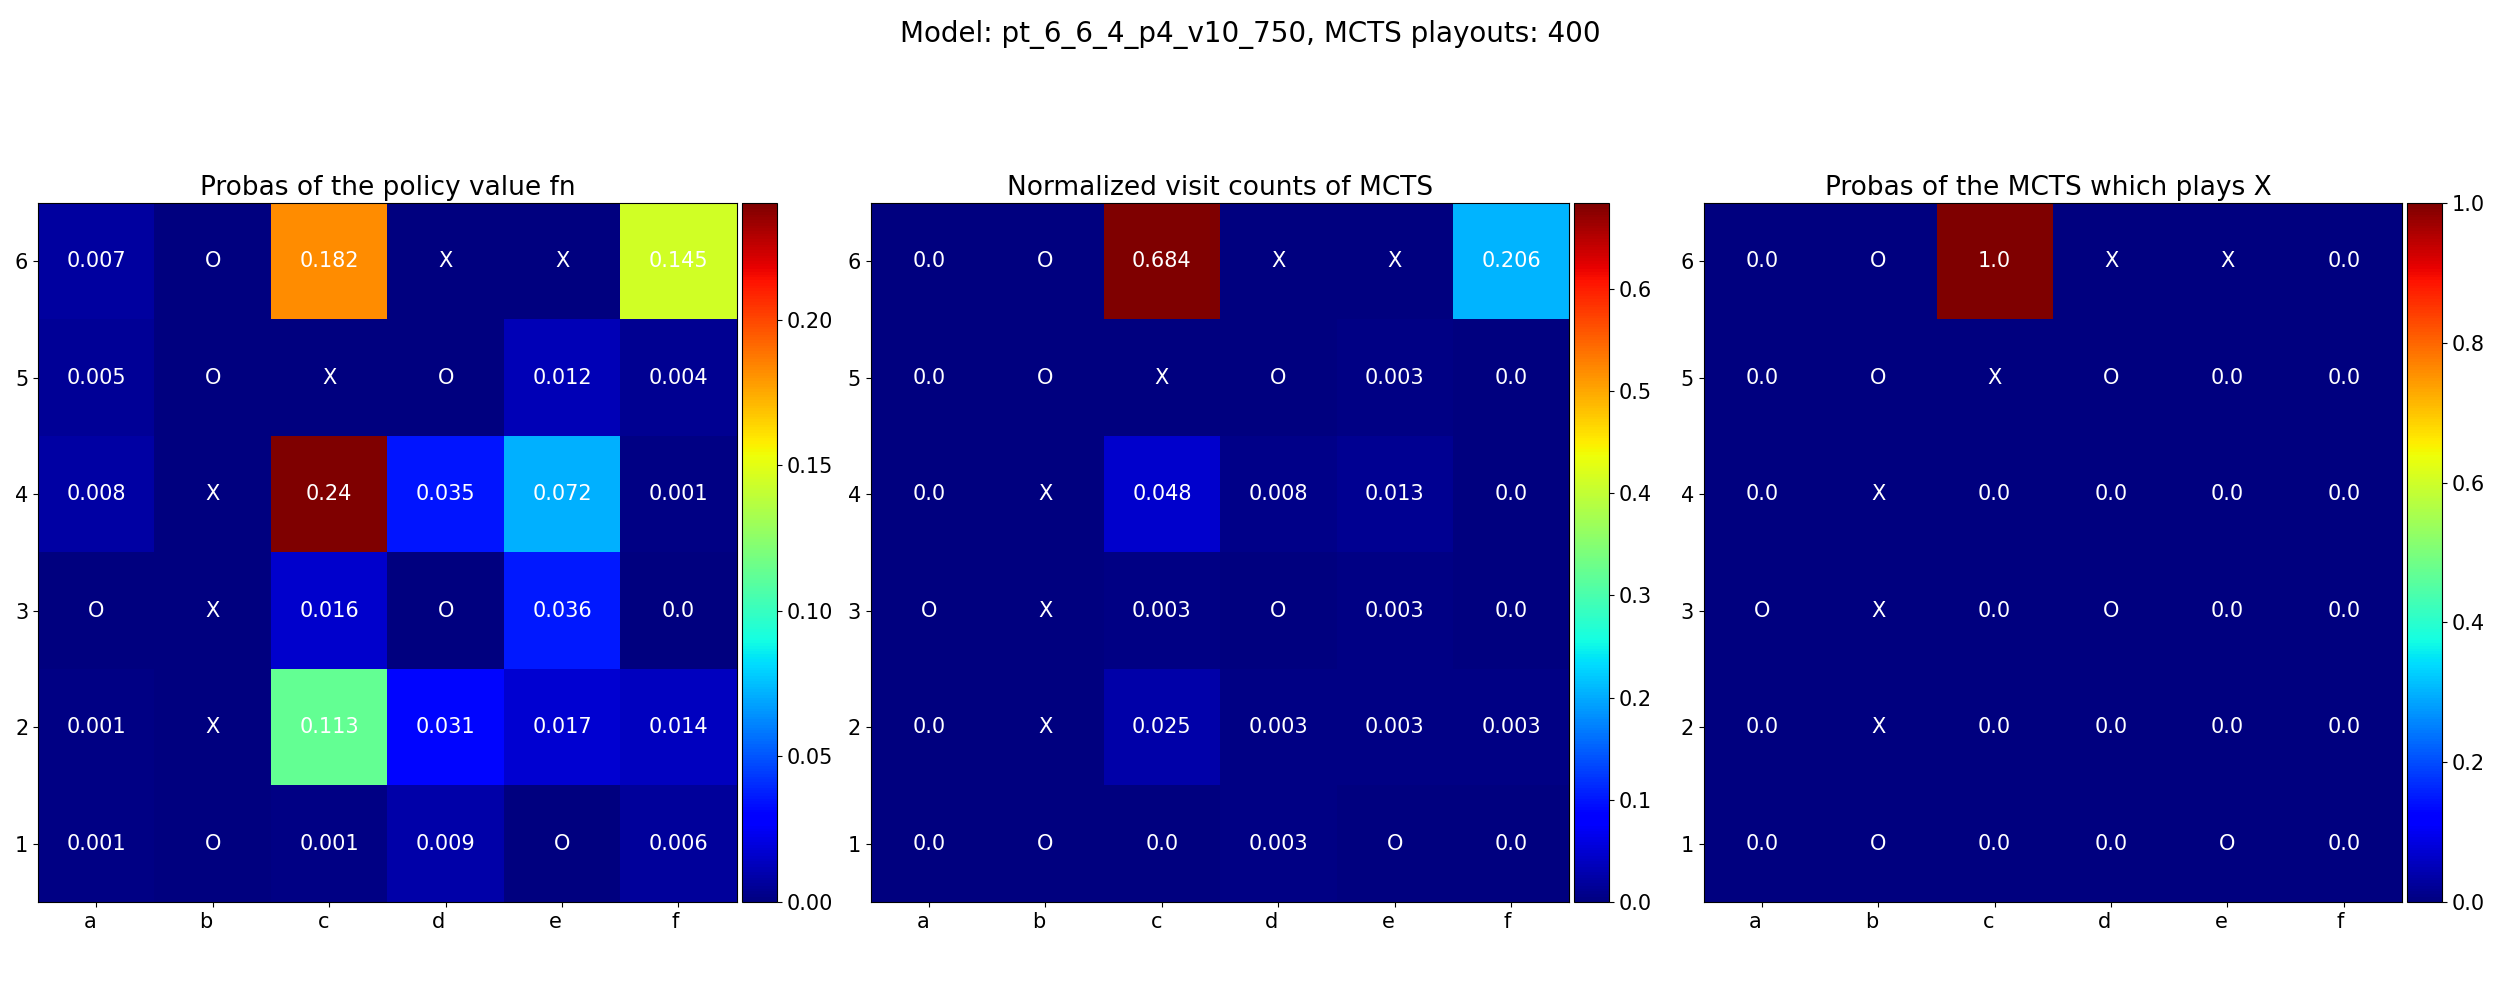 Model: pt_6_6_4_p4_v10_750, MCTS playouts: 400
Probas of the policy value fn
6 0.007 O 0.182 X X 0.145
5 0.005 O X O 0.012 0.004
4 0.008 X 0.24 0.035 0.072 0.001
3 O X 0.016 O 0.036 0.0
2 0.001 X 0.113 0.031 0.017 0.014
1 0.001 O 0.001 0.009 O 0.006
a b c d e f
0.20
0.15
0.10
0.05
0.00
Normalized visit counts of MCTS
6 0.0 O 0.684 X X 0.206
5 0.0 O X O 0.003 0.0
4 0.0 X 0.048 0.008 0.013 0.0
3 O X 0.003 O 0.003 0.0
2 0.0 X 0.025 0.003 0.003 0.003
1 0.0 O 0.0 0.003 O 0.0
a b c d e f
0.6
0.5
0.4
0.3
0.2
0.1
0.0
Probas of the MCTS which plays X
6 0.0 O 1.0 X X 0.0
5 0.0 O X O 0.0 0.0
4 0.0 X 0.0 0.0 0.0 0.0
3 O X 0.0 O 0.0 0.0
2 0.0 X 0.0 0.0 0.0 0.0
1 0.0 O 0.0 0.0 O 0.0
a b c d e f
1.0
0.8
0.6
0.4
0.2
0.0